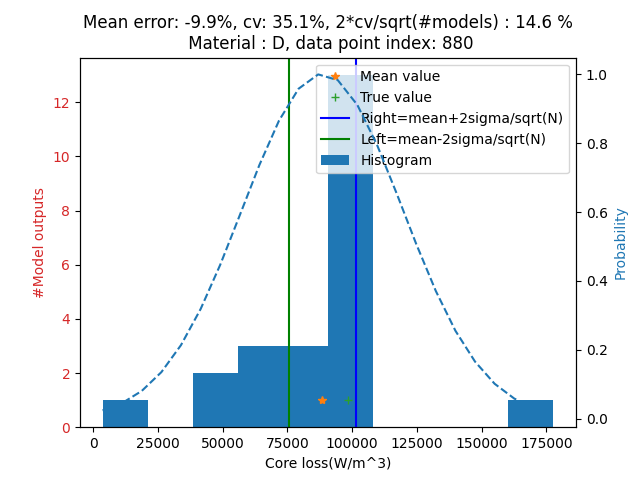 Mean error: -9.9%, cv: 35.1%, 2*cv/sqrt(#models) : 14.6 %
Material : D, data point index: 880
Mean value
True value
Right=mean+2sigma/sqrt(N)
Left=mean-2sigma/sqrt(N)
Histogram
#Model outputs
12
10
8
6
4
2
0
1.0
0.8
0.6
0.4
0.2
0.0
Probability
0 25000 50000 75000 100000 125000 150000 175000
Core loss(W/m^3)